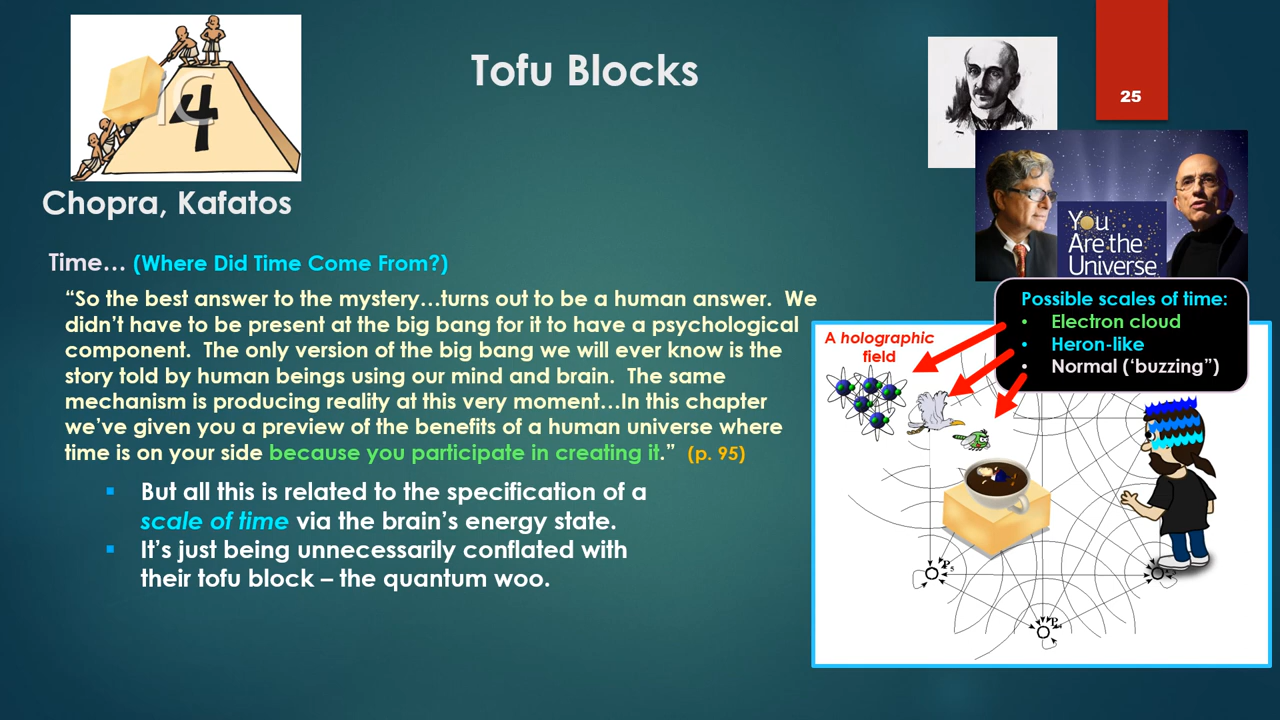 Tofu Blocks
25
4
Chopra, Kafatos
You
Are the
Universe
Time… (Where Did Time Come From?)
“So the best answer to the mystery…turns out to be a human answer.  We
didn’t have to be present at the big bang for it to have a psychological
component.  The only version of the big bang we will ever know is the
story told by human beings using our mind and brain.  The same
mechanism is producing reality at this very moment…In this chapter
we’ve given you a preview of the benefits of a human universe where
time is on your side because you participate in creating it.”  (p. 95)
▪ But all this is related to the specification of a
scale of time via the brain’s energy state.
▪ It’s just being unnecessarily conflated with
their tofu block – the quantum woo.
Possible scales of time:
• Electron cloud
• Heron-like
• Normal (‘buzzing”)
A holographic
field